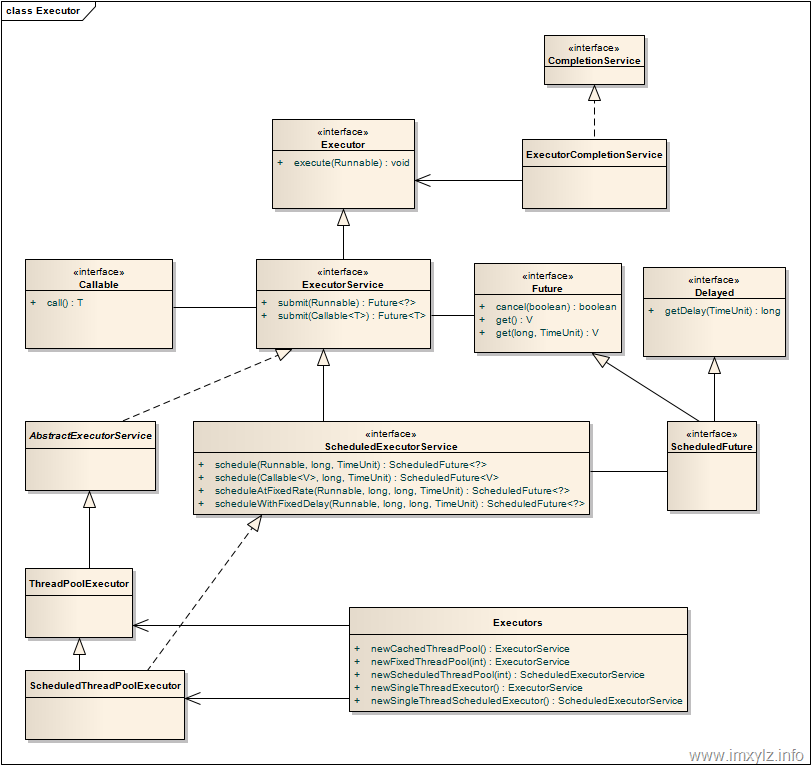 class Executor
«interface»
CompletionService
«interface»
Executor
+ execute(Runnable) : void
ExecutorCompletionService
«interface»
Callable
+ call() : T
«interface»
ExecutorService
+ submit(Runnable) : Future<?>
+ submit(Callable<T>) : Future<T>
«interface»
Future
+ cancel(boolean) : boolean
+ get() : V
+ get(long, TimeUnit) : V
«interface»
Delayed
+ getDelay(TimeUnit) : long
AbstractExecutorService
«interface»
ScheduledExecutorService
+ schedule(Runnable, long, TimeUnit) : ScheduledFuture<?>
+ schedule(Callable<V>, long, TimeUnit) : ScheduledFuture<V>
+ scheduleAtFixedRate(Runnable, long, long, TimeUnit) : ScheduledFuture<?>
+ scheduleWithFixedDelay(Runnable, long, long, TimeUnit) : ScheduledFuture<?>
«interface»
ScheduledFuture
ThreadPoolExecutor
Executors
+ newCachedThreadPool() : ExecutorService
+ newFixedThreadPool(int) : ExecutorService
+ newScheduledThreadPool(int) : ScheduledExecutorService
+ newSingleThreadExecutor() : ExecutorService
+ newSingleThreadScheduledExecutor() : ScheduledExecutorService
ScheduledThreadPoolExecutor
www.imxylz.info